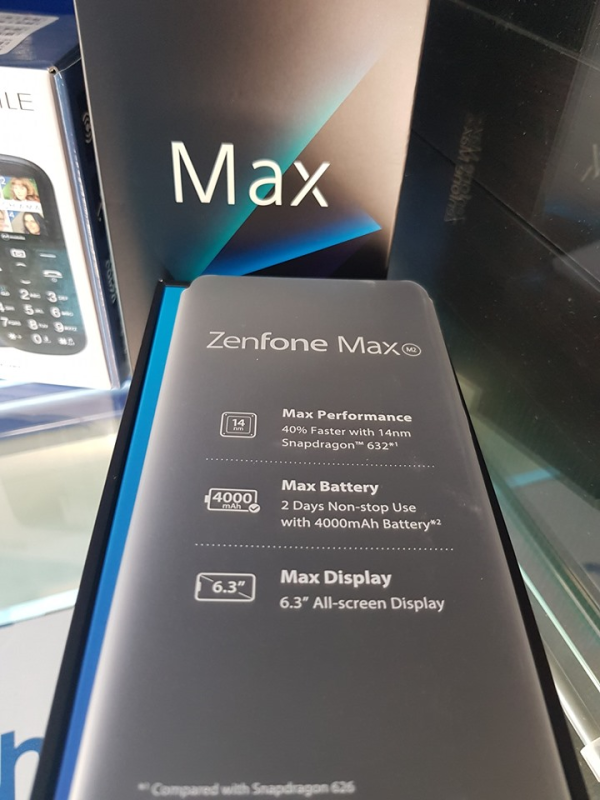 Max
Zenfone Max M2
14
nm
Max Performance
40% Faster with 14nm
Snapdragon™ 632*1
4000
mAh
Max Battery
2 Days Non-stop Use
with 4000mAh Battery*2
6.3"
Max Display
6.3" All-screen Display
*1 Compared with Snapdragon 626